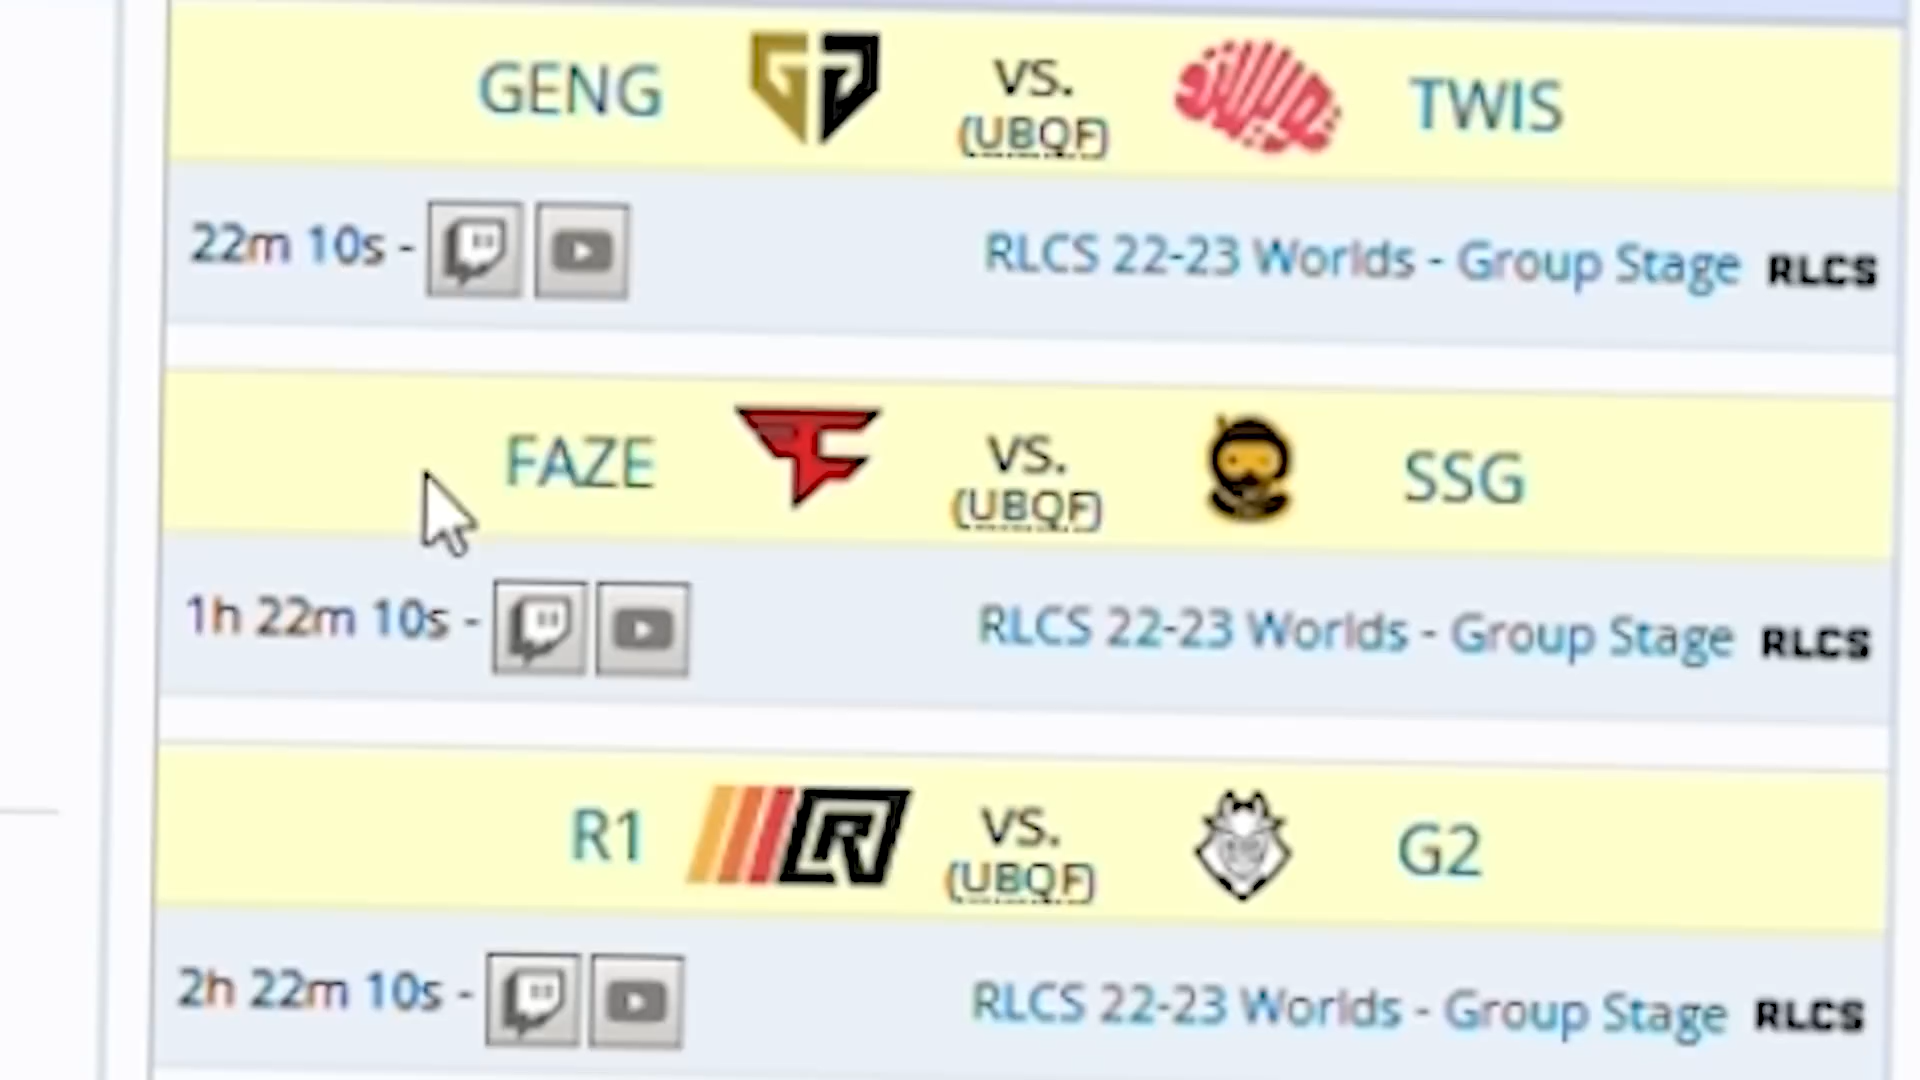 GENG VS. TWIS
(UBQF)
22m 10s - RLCS 22-23 Worlds - Group Stage RLCS
FAZE VS. SSG
(UBQF)
1h 22m 10s - RLCS 22-23 Worlds - Group Stage RLCS
R1 VS. G2
(UBQF)
2h 22m 10s - RLCS 22-23 Worlds - Group Stage RLCS